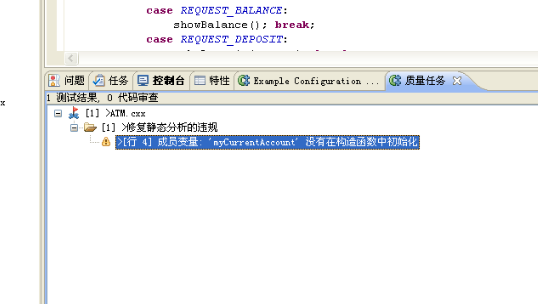 case REQUEST_BALANCE:
showBalance(); break;
case REQUEST_DEPOSIT:
x
问题 任务 控制台 特性 Example Configuration ... 质量任务
1 测试结果, 0 代码审查
[1] >ATM.cxx
[1] >修复静态分析的违规
>[行 4] 成员变量: 'myCurrentAccount' 没有在构造函数中初始化